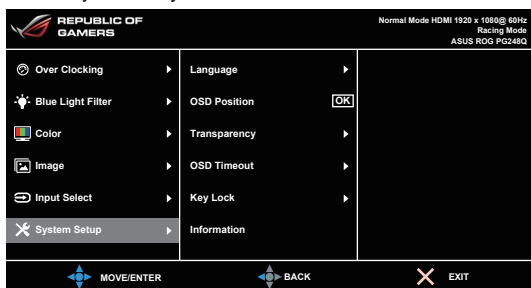 REPUBLIC OF
GAMERS
Normal Mode HDMI 1920 x 1080@ 60Hz
Racing Mode
ASUS ROG PG248Q
Over Clocking
Blue Light Filter
Color
Image
Input Select
System Setup
Language
OSD Position OK
Transparency
OSD Timeout
Key Lock
Information
MOVE/ENTER
BACK
EXIT